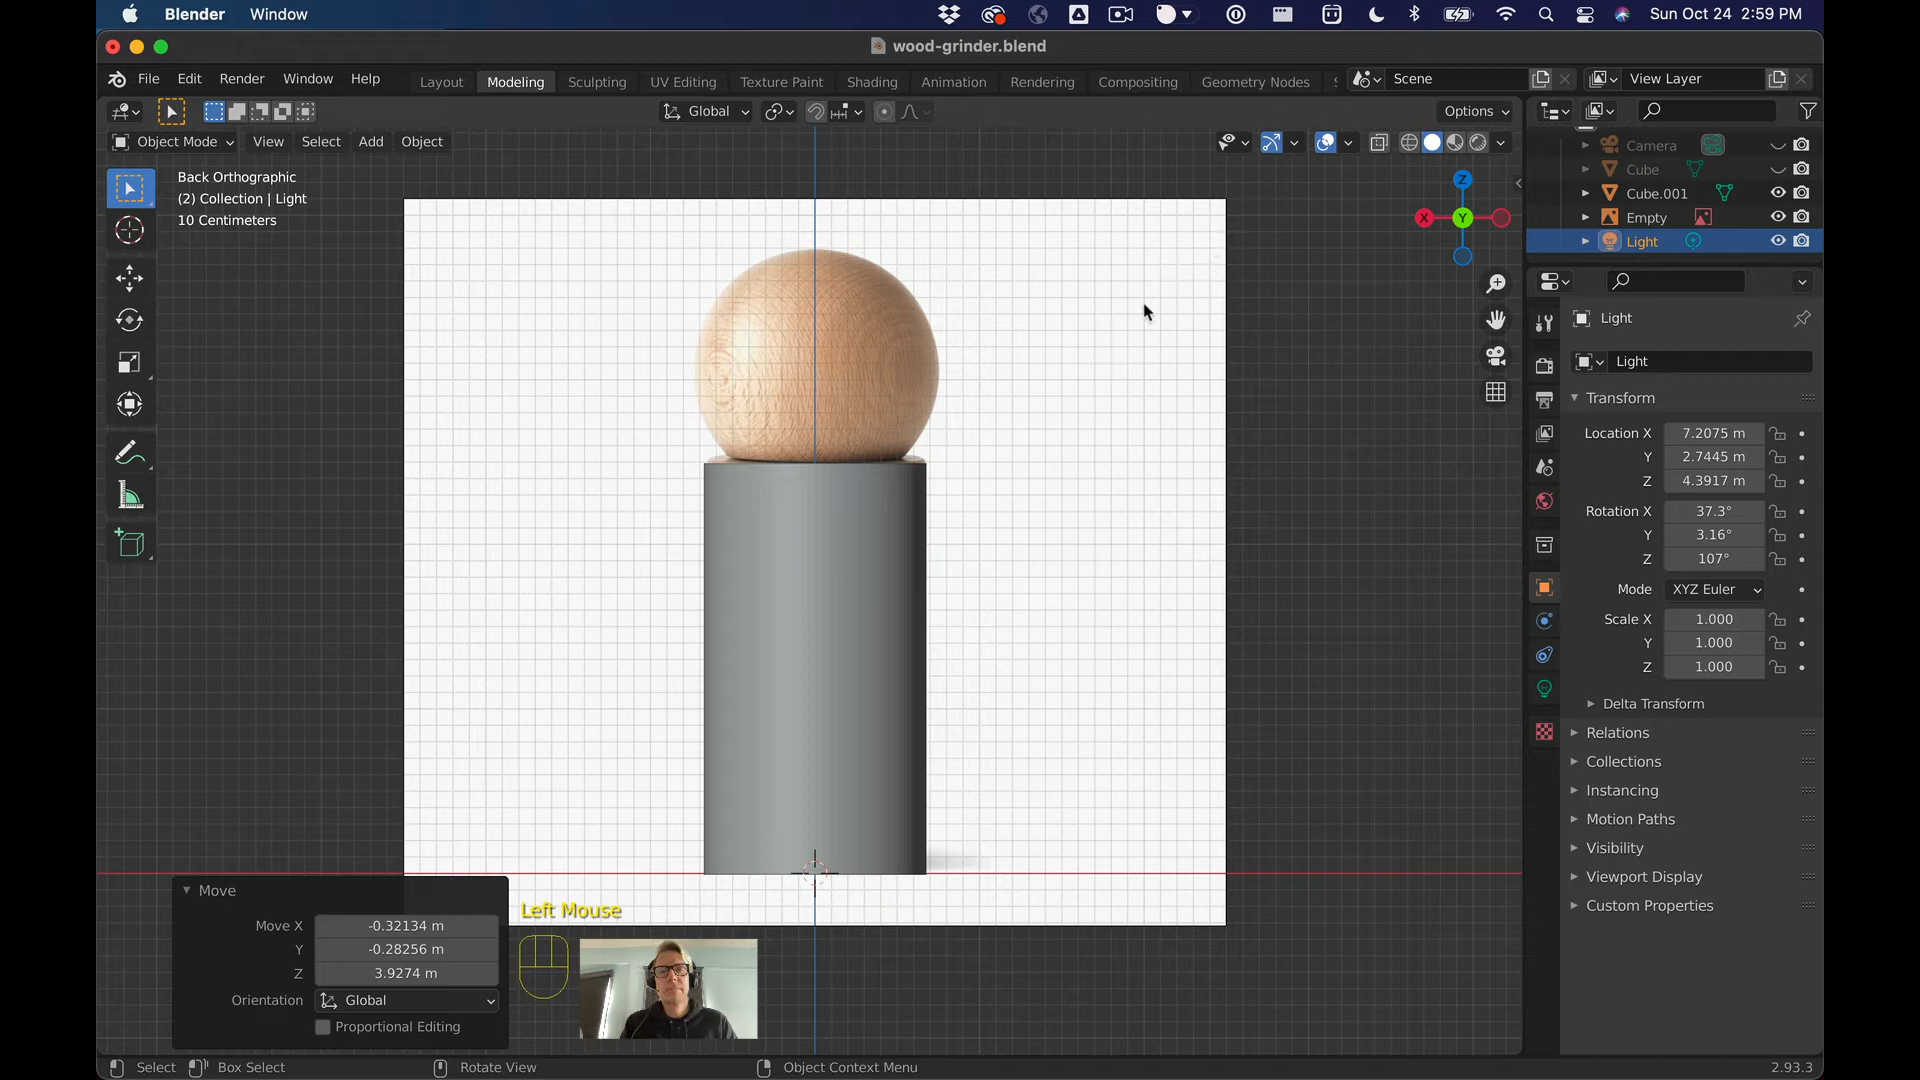 Blender Window
Sun Oct 24 2:59 PM
wood-grinder.blend
File Edit Render Window Help
Layout Modeling Sculpting UV Editing Texture Paint Shading Animation Rendering Compositing Geometry Nodes
Scene
View Layer
Global
Options
Object Mode View Select Add Object
Back Orthographic
(2) Collection | Light
10 Centimeters
Z
X
Y
Camera
Cube
Cube.001
Empty
Light
Light
Light
Transform
Location X 7.2075 m
Y 2.7445 m
Z 4.3917 m
Rotation X 37.3°
Y 3.16°
Z 107°
Mode XYZ Euler
Scale X 1.000
Y 1.000
Z 1.000
Delta Transform
Relations
Collections
Instancing
Motion Paths
Visibility
Viewport Display
Custom Properties
Move
Move X -0.32134 m
Y -0.28256 m
Z 3.9274 m
Orientation Global
Proportional Editing
Left Mouse
Select Box Select Rotate View Object Context Menu 2.93.3